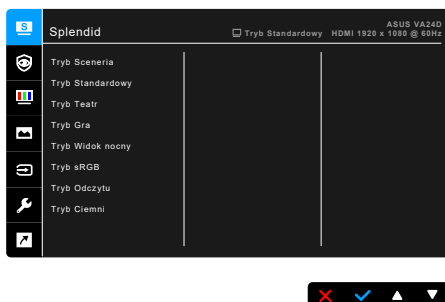 S
Splendid
Tryb Standardowy
ASUS VA24D
HDMI 1920 x 1080 @ 60Hz
Tryb Sceneria
Tryb Standardowy
Tryb Teatr
Tryb Gra
Tryb Widok nocny
Tryb sRGB
Tryb Odczytu
Tryb Ciemni